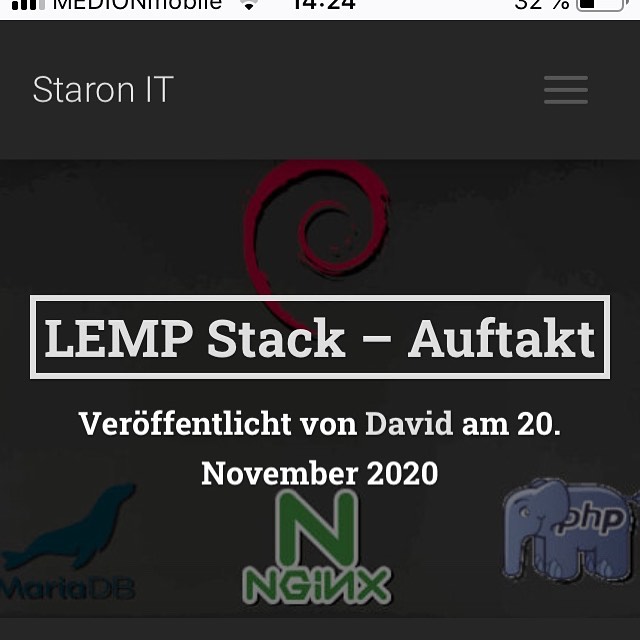 MEDIONmobile 14:24 32 %
Staron IT
LEMP Stack – Auftakt
Veröffentlicht von David am 20.
November 2020
MariaDB NGiNX php